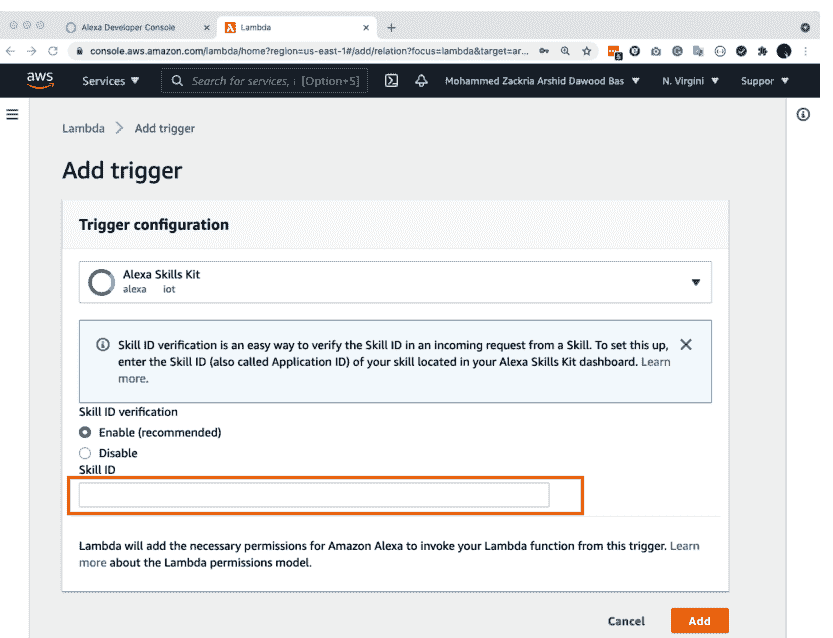 Alexa Developer Console
Lambda
console.aws.amazon.com/lambda/home?region=us-east-1#/add/relation?focus=lambda&target=ar...
5
aws
Services
Search for services, i [Option+S]
Mohammed Zackria Arshid Dawood Bas
N. Virgini
Suppor
Lambda
Add trigger
Add trigger
Trigger configuration
Alexa Skills Kit
alexa iot
Skill ID verification is an easy way to verify the Skill ID in an incoming request from a Skill. To set this up,
enter the Skill ID (also called Application ID) of your skill located in your Alexa Skills Kit dashboard. Learn
more.
Skill ID verification
Enable (recommended)
Disable
Skill ID
Lambda will add the necessary permissions for Amazon Alexa to invoke your Lambda function from this trigger. Learn
more about the Lambda permissions model.
Cancel
Add